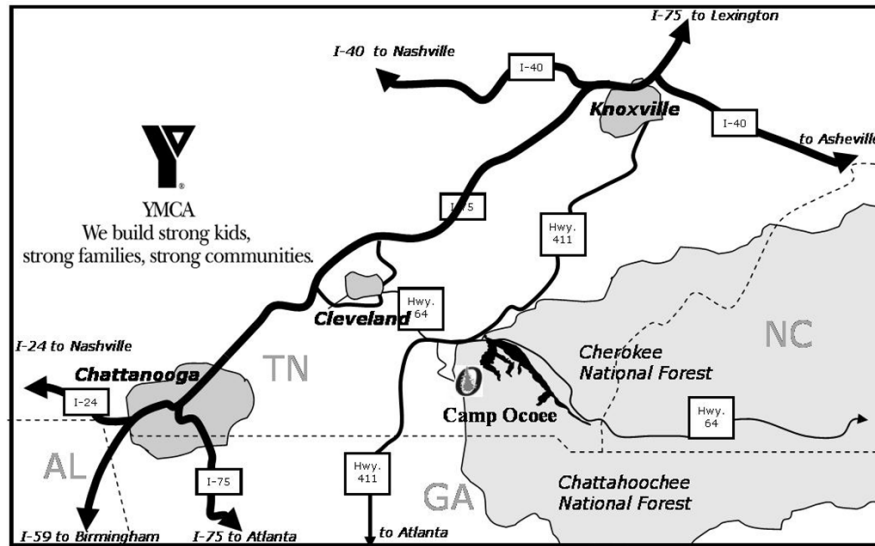 I-75 to Lexington
I-40 to Nashville
I-40
Knoxville
I-40
to Asheville
®
YMCA
We build strong kids,
strong families, strong communities.
I-75
Hwy.
411
Hwy.
64
Cleveland
NC
I-24 to Nashville
TN
Chattanooga
Cherokee
National Forest
I-24
Camp Ocoee
Hwy.
64
AL
I-75
Hwy.
411
GA
Chattahoochee
National Forest
I-59 to Birmingham
I-75 to Atlanta
to Atlanta